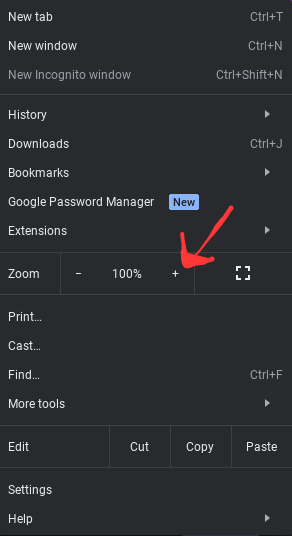 New tab Ctrl+T
New window Ctrl+N
New Incognito window Ctrl+Shift+N
History
Downloads Ctrl+J
Bookmarks
Google Password Manager New
Extensions
Zoom - 100% +
Print...
Cast...
Find... Ctrl+F
More tools
Edit Cut Copy Paste
Settings
Help